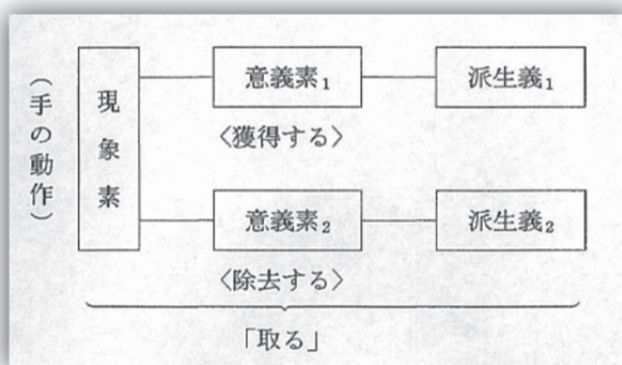 （手の動作）
現象素
意義素₁
派生義₁
〈獲得する〉
意義素₂
派生義₂
〈除去する〉
「取る」